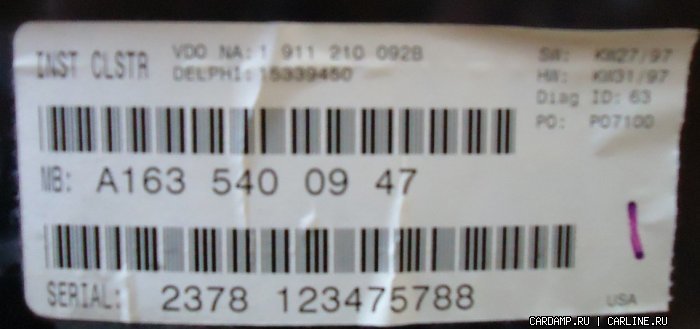 INST CLSTR
VDO NA: 1 911 210 092B
DELPHI: 15339450
SW: KW27/97
HW: KW31/97
Diag ID: 63
PO: PO7100
MB: A163 540 09 47
SERIAL: 2378 123475788
USA
CARDAMP.RU | CARLINE.RU